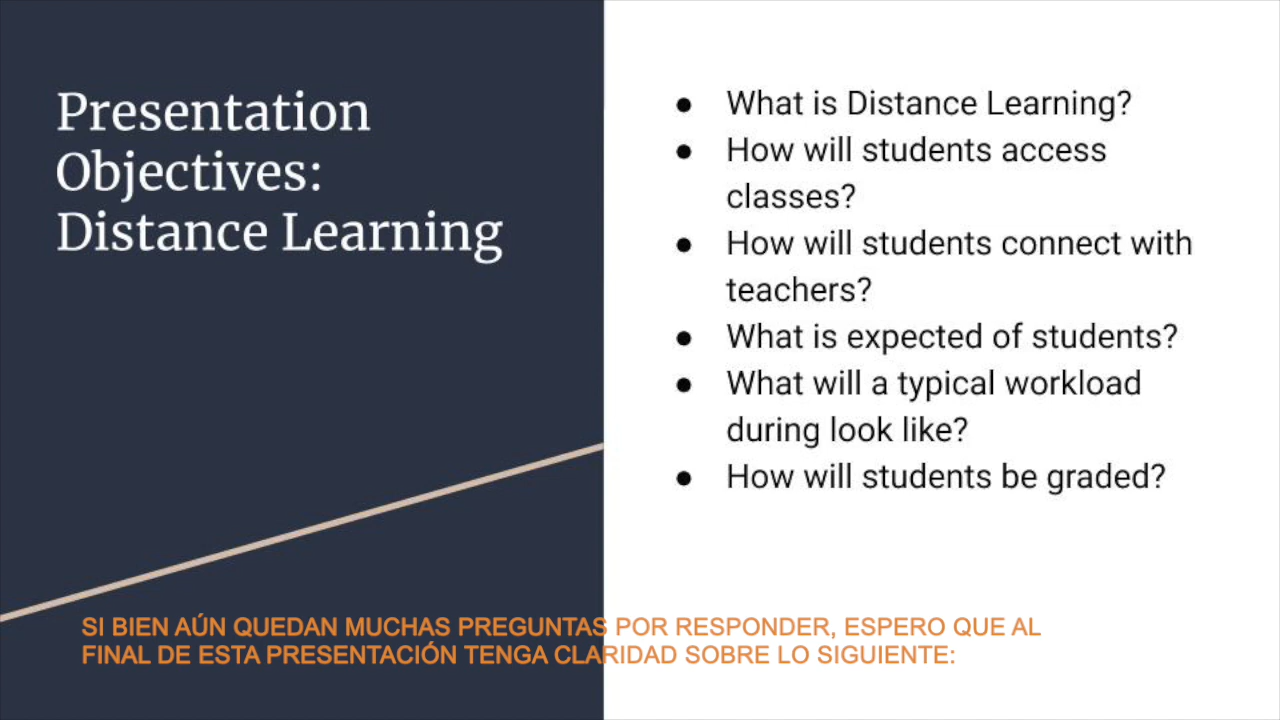 Presentation
Objectives:
Distance Learning
● What is Distance Learning?
● How will students access
classes?
● How will students connect with
teachers?
● What is expected of students?
● What will a typical workload
during look like?
● How will students be graded?
SI BIEN AÚN QUEDAN MUCHAS PREGUNTAS POR RESPONDER, ESPERO QUE AL
FINAL DE ESTA PRESENTACIÓN TENGA CLARIDAD SOBRE LO SIGUIENTE: